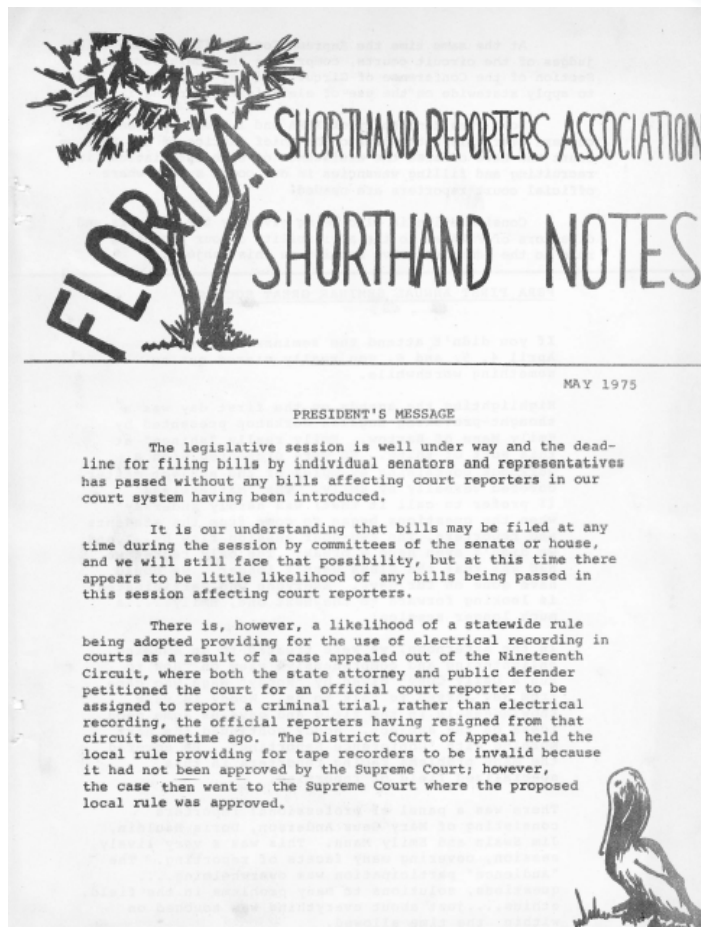 FLORIDA
SHORTHAND REPORTERS ASSOCIATION
SHORTHAND NOTES
MAY 1975
PRESIDENT'S MESSAGE
The legislative session is well under way and the dead-
line for filing bills by individual senators and representatives
has passed without any bills affecting court reporters in our
court system having been introduced.
It is our understanding that bills may be filed at any
time during the session by committees of the senate or house,
and we will still face that possibility, but at this time there
appears to be little likelihood of any bills being passed in
this session affecting court reporters.
There is, however, a likelihood of a statewide rule
being adopted providing for the use of electrical recording in
courts as a result of a case appealed out of the Nineteenth
Circuit, where both the state attorney and public defender
petitioned the court for an official court reporter to be
assigned to report a criminal trial, rather than electrical
recording, the official reporters having resigned from that
circuit sometime ago. The District Court of Appeal held the
local rule providing for tape recorders to be invalid because
it had not been approved by the Supreme Court; however,
the case then went to the Supreme Court where the proposed
local rule was approved.